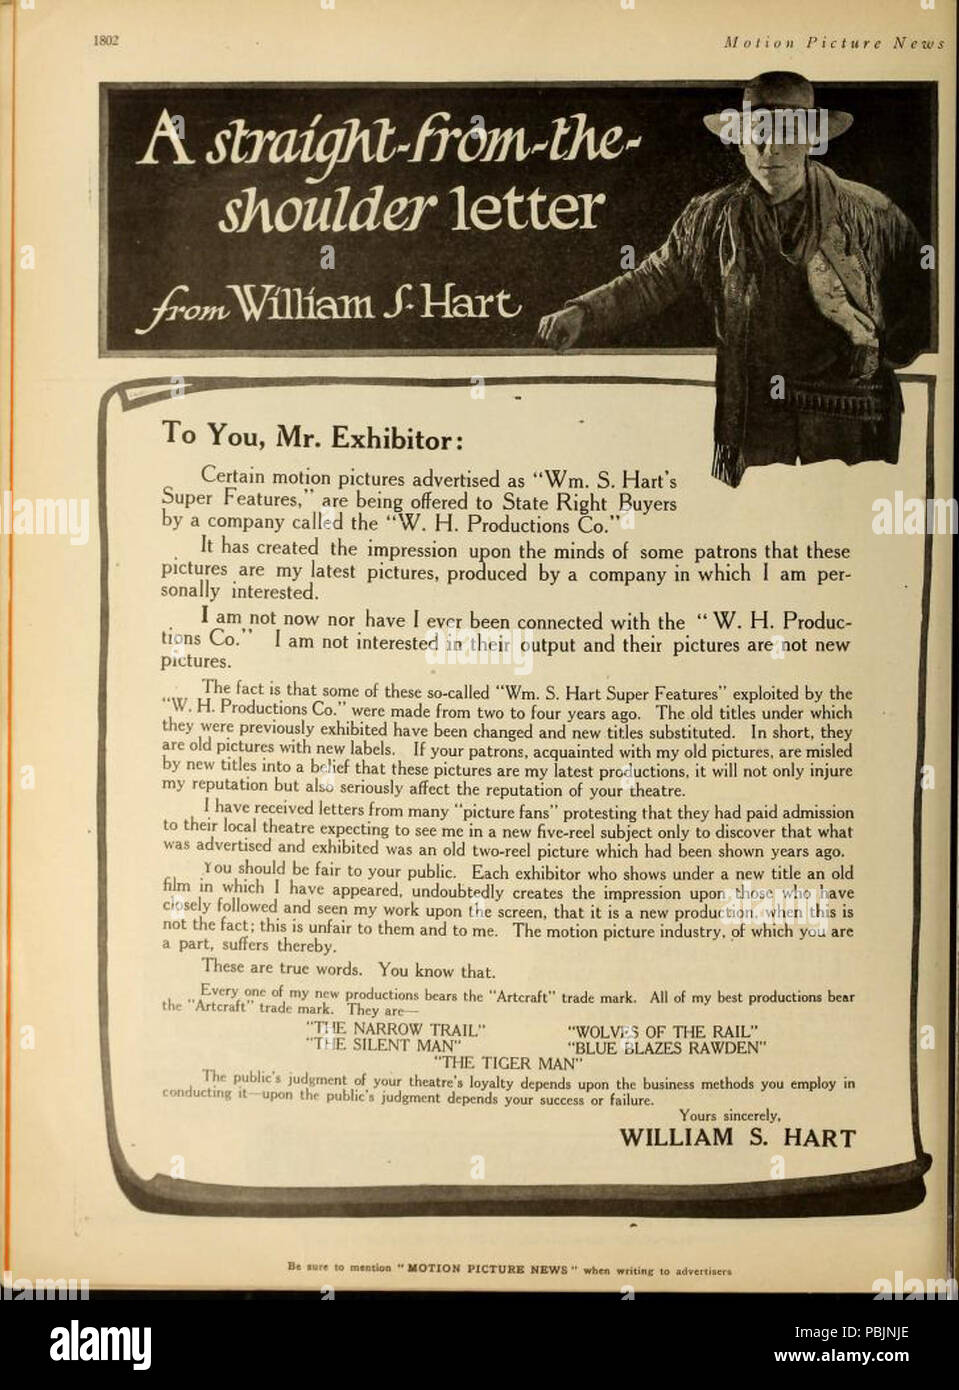 1802
Motion Picture News
A straight-from-the-
shoulder letter
from William S. Hart
To You, Mr. Exhibitor:
Certain motion pictures advertised as "Wm. S. Hart's
Super Features," are being offered to State Right Buyers
by a company called the "W. H. Productions Co."
It has created the impression upon the minds of some patrons that these
pictures are my latest pictures, produced by a company in which I am per-
sonally interested.
I am not now nor have I ever been connected with the "W. H. Produc-
tions Co." I am not interested in their output and their pictures are not new
pictures.
The fact is that some of these so-called "Wm. S. Hart Super Features" exploited by the
"W. H. Productions Co." were made from two to four years ago. The old titles under which
they were previously exhibited have been changed and new titles substituted. In short, they
are old pictures with new labels. If your patrons, acquainted with my old pictures, are misled
by new titles into a belief that these pictures are my latest productions, it will not only injure
my reputation but also seriously affect the reputation of your theatre.
I have received letters from many "picture fans" protesting that they had paid admission
to their local theatre expecting to see me in a new five-reel subject only to discover that what
was advertised and exhibited was an old two-reel picture which had been shown years ago.
You should be fair to your public. Each exhibitor who shows under a new title an old
film in which I have appeared, undoubtedly creates the impression upon those who have
closely followed and seen my work upon the screen, that it is a new production, when this is
not the fact; this is unfair to them and to me. The motion picture industry, of which you are
a part, suffers thereby.
These are true words. You know that.
Every one of my new productions bears the "Artcraft" trade mark. All of my best productions bear
the "Artcraft" trade mark. They are—
"THE NARROW TRAIL" "WOLVES OF THE RAIL"
"THE SILENT MAN" "BLUE BLAZES RAWDEN"
"THE TIGER MAN"
The public's judgment of your theatre's loyalty depends upon the business methods you employ in
conducting it—upon the public's judgment depends your success or failure.
Yours sincerely,
WILLIAM S. HART
Be sure to mention "MOTION PICTURE NEWS" when writing to advertisers
alamy
Image ID: PBJNJE
www.alamy.com